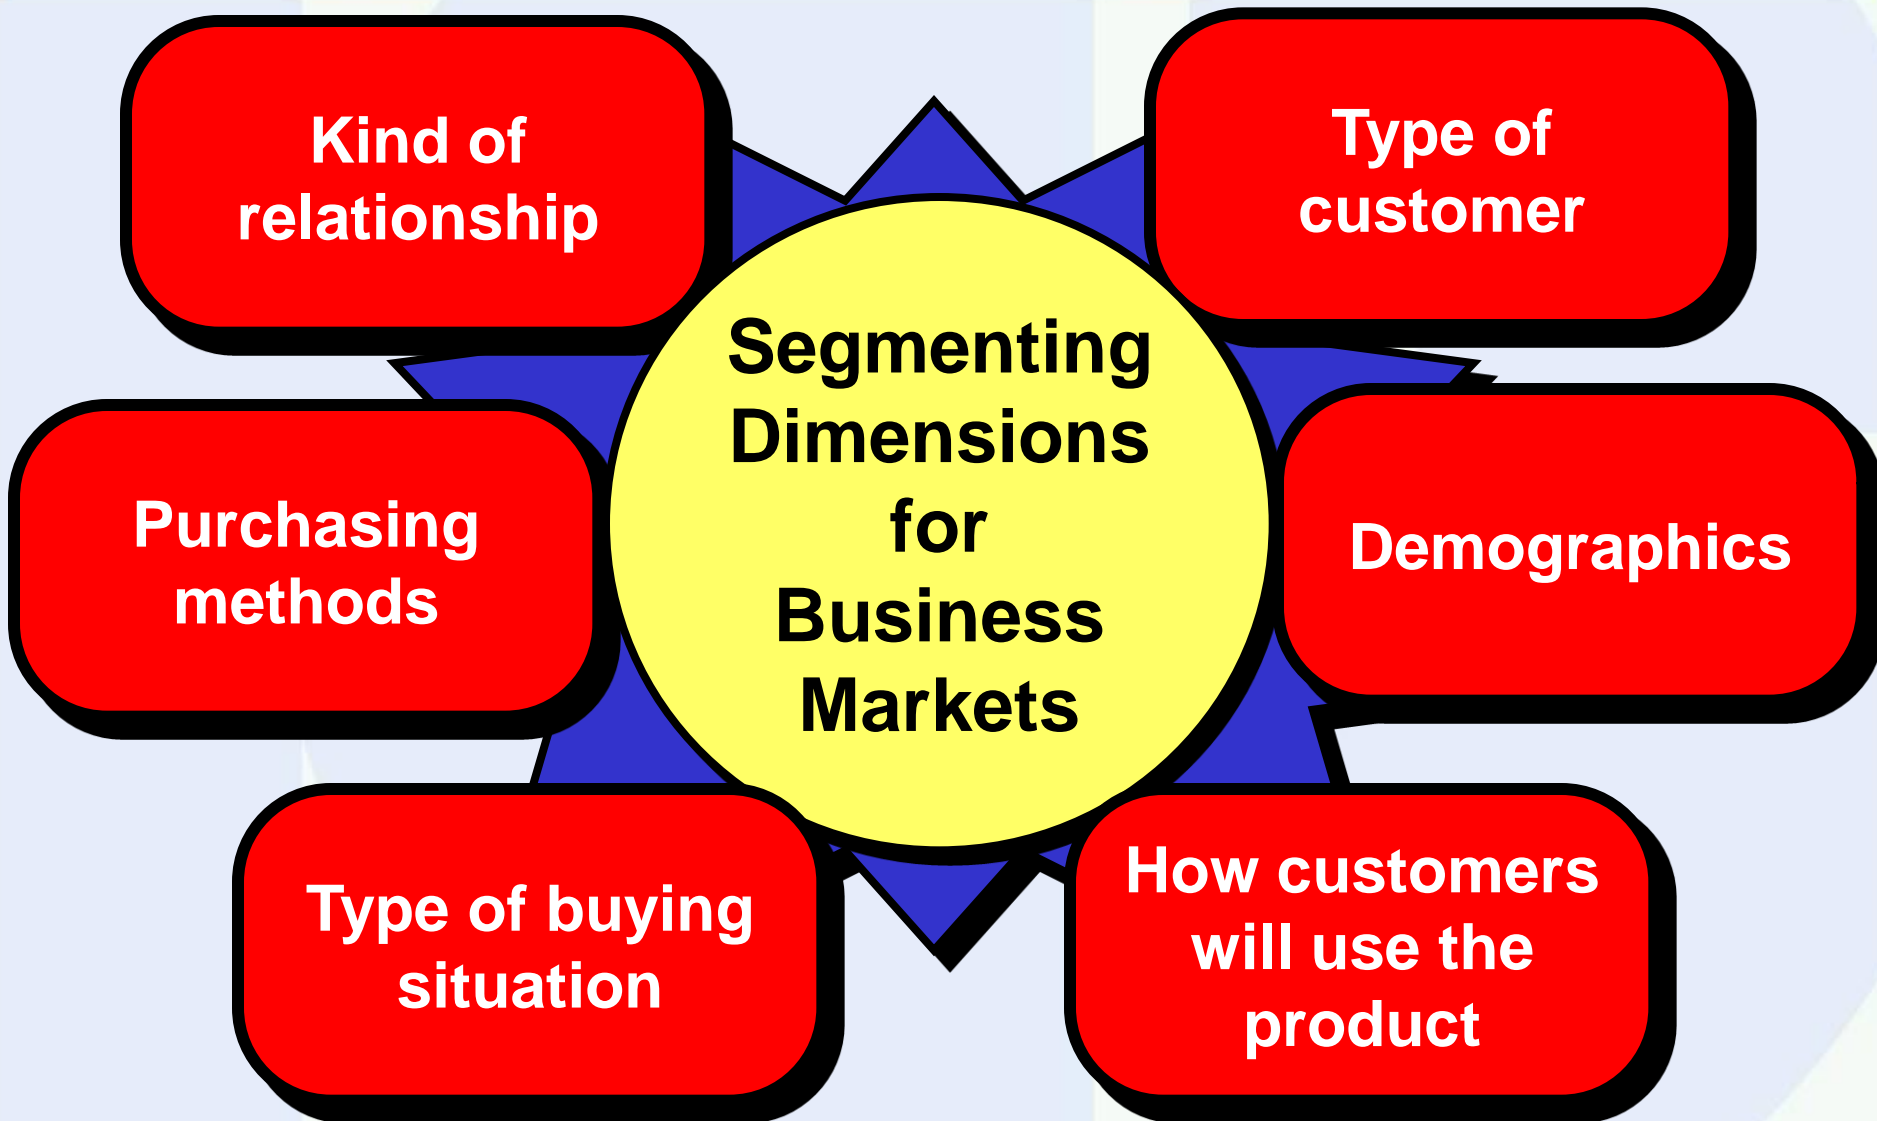 Kind of
relationship
Type of
customer
Segmenting
Dimensions
for
Business
Markets
Purchasing
methods
Demographics
Type of buying
situation
How customers
will use the
product